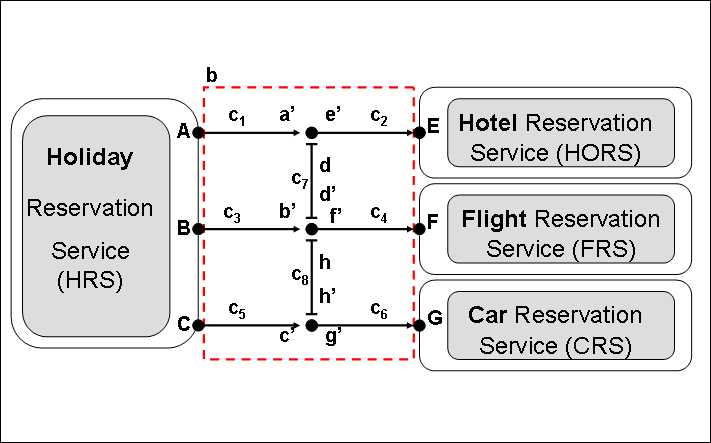 b
A
c1
a’
e’
c2
E
Hotel Reservation
Service (HORS)
Holiday
Reservation
Service
(HRS)
d
c7
d’
B
c3
b’
f’
c4
F
Flight Reservation
Service (FRS)
h
c8
h’
C
c5
c’
g’
c6
G
Car Reservation
Service (CRS)